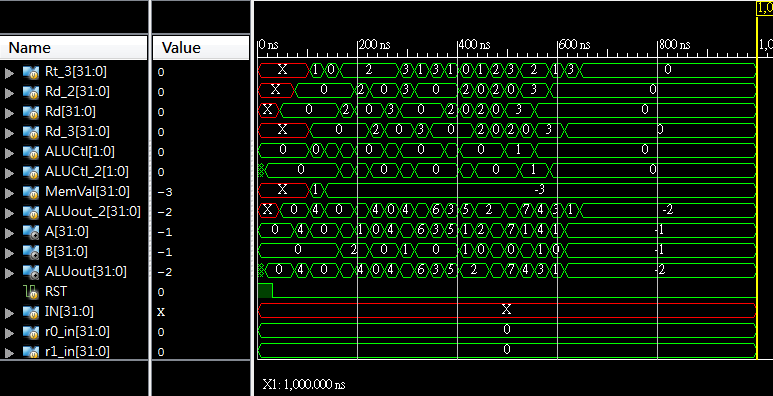 1,0
Name Value 0 ns 200 ns 400 ns 600 ns 800 ns 1,0
Rt_3[31:0] 0 X 1 0 2 3 1 3 1 0 1 2 3 2 1 3 0
Rd_2[31:0] 0 X 0 2 0 3 0 2 0 2 0 3 0
Rd[31:0] 0 X 0 2 0 3 0 2 0 2 0 3 0
Rd_3[31:0] 0 X 0 2 0 3 0 2 0 2 0 3 0
ALUCtl[1:0] 0 0 0 0 0 0 0 1 0
ALUCtl_2[1:0] 0 0 0 0 0 1 0
MemVal[31:0] -3 X 1 -3
ALUout_2[31:0] -2 X 0 4 0 4 0 4 6 3 5 2 7 4 3 1 -2
A[31:0] -1 0 4 0 1 0 4 6 3 5 1 2 7 1 4 1 -1
B[31:0] -1 0 2 0 1 0 1 0 0 1 0 -1
ALUout[31:0] -2 0 4 0 4 0 4 6 3 5 2 7 4 3 1 -2
RST 0
IN[31:0] X X
r0_in[31:0] 0 0
r1_in[31:0] 0 0
X1: 1,000.000 ns